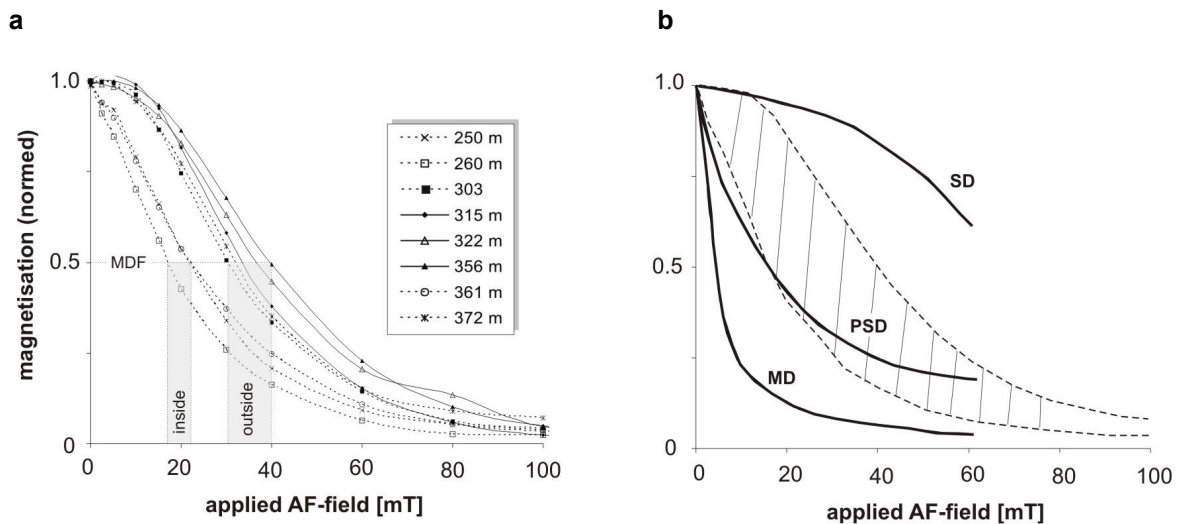 a
b
1.0
0.5
0
MDF
inside
outside
magnetisation (normed)
0 20 40 60 80 100
applied AF-field [mT]
250 m
260 m
303
315 m
322 m
356 m
361 m
372 m
1.0
0.5
0
SD
PSD
MD
0 20 40 60 80 100
applied AF-field [mT]